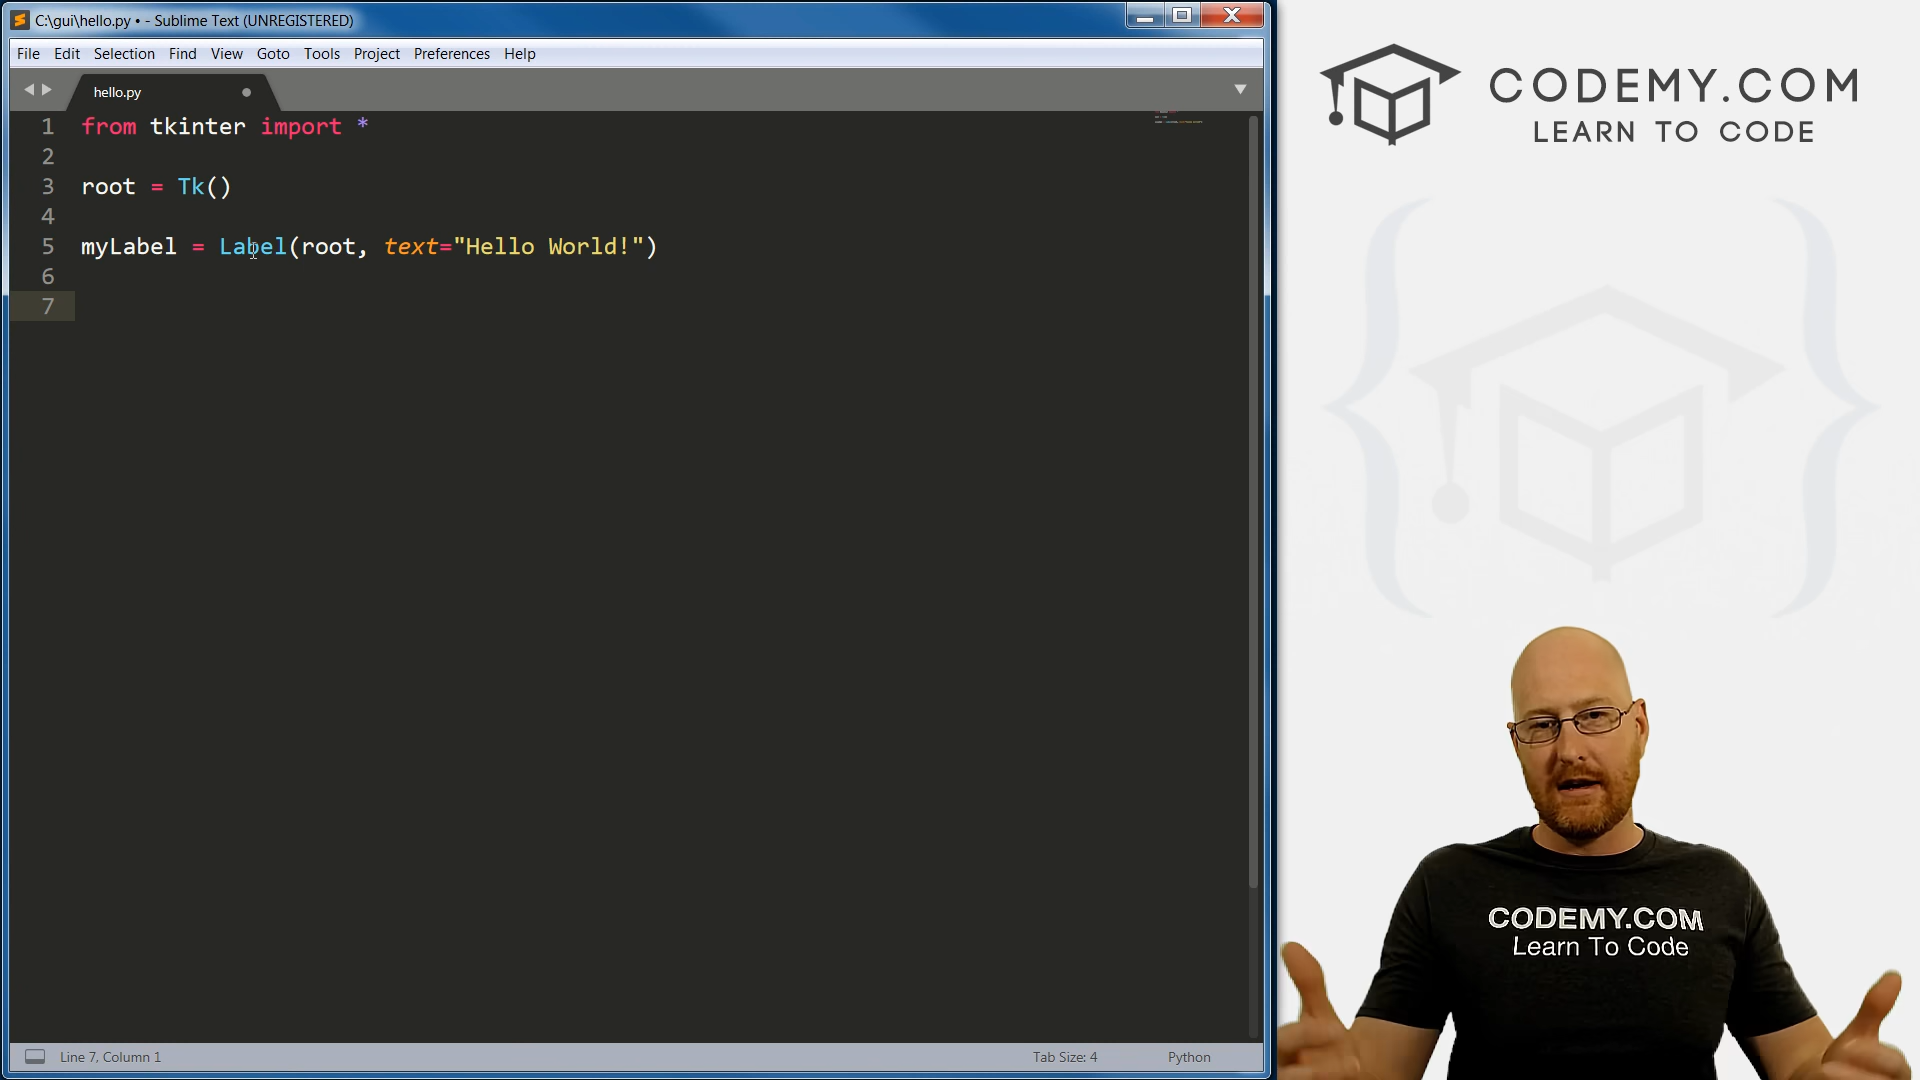 C:\gui\hello.py • - Sublime Text (UNREGISTERED)
File Edit Selection Find View Goto Tools Project Preferences Help
hello.py
1 from tkinter import *
2
3 root = Tk()
4
5 myLabel = Label(root, text="Hello World!")
6
7
Line 7, Column 1
Tab Size: 4
Python
CODEMY.COM
LEARN TO CODE
CODEMY.COM
Learn To Code